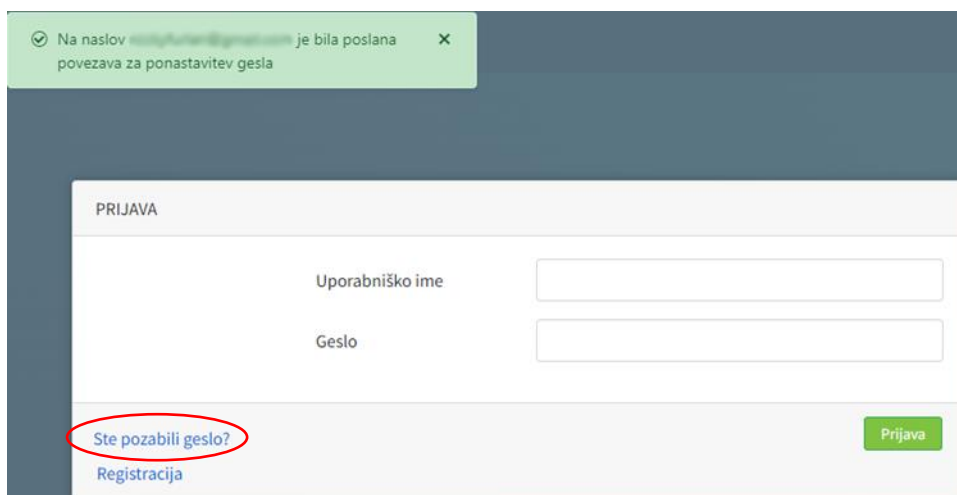 Na naslov je bila poslana
povezava za ponastavitev gesla
PRIJAVA
Uporabniško ime
Geslo
Ste pozabili geslo?
Prijava
Registracija